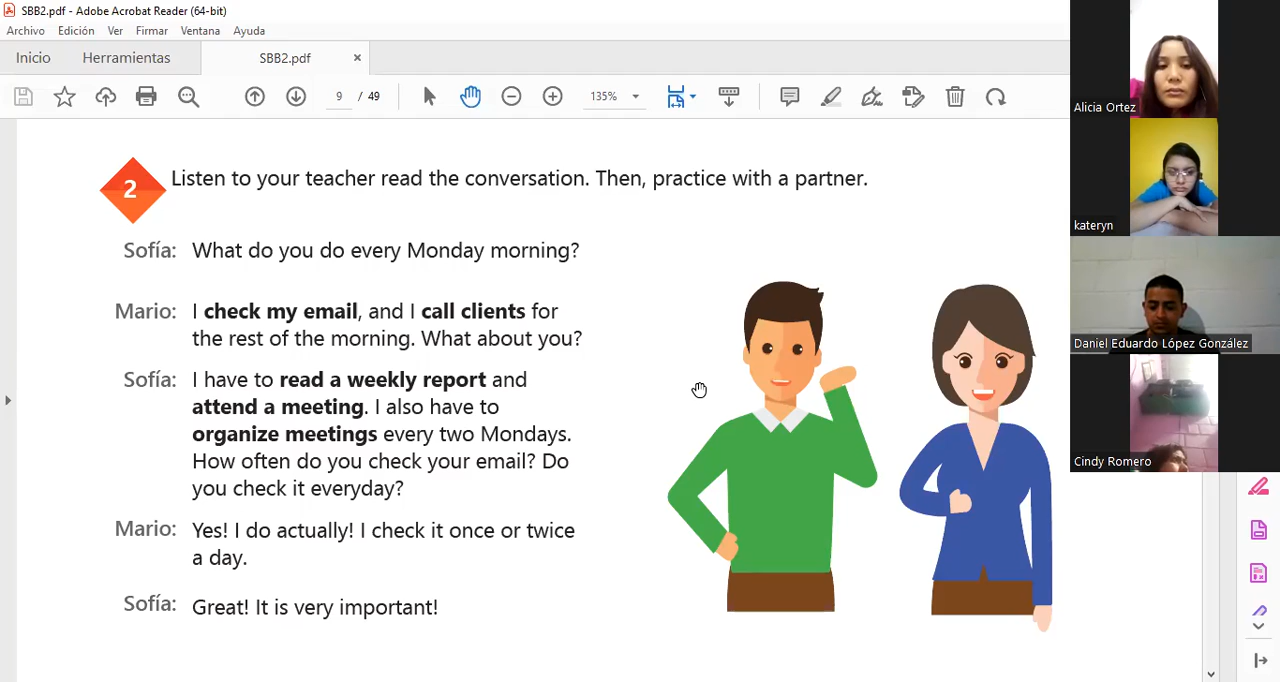 SBB2.pdf - Adobe Acrobat Reader (64-bit)
Archivo Edición Ver Firmar Ventana Ayuda
Inicio Herramientas SBB2.pdf ×
9 / 49 135%
2 Listen to your teacher read the conversation. Then, practice with a partner.
Sofía: What do you do every Monday morning?
Mario: I check my email, and I call clients for
the rest of the morning. What about you?
Sofía: I have to read a weekly report and
attend a meeting. I also have to
organize meetings every two Mondays.
How often do you check your email? Do
you check it everyday?
Mario: Yes! I do actually! I check it once or twice
a day.
Sofía: Great! It is very important!
Alicia Ortez
kateryn
Daniel Eduardo López González
Cindy Romero